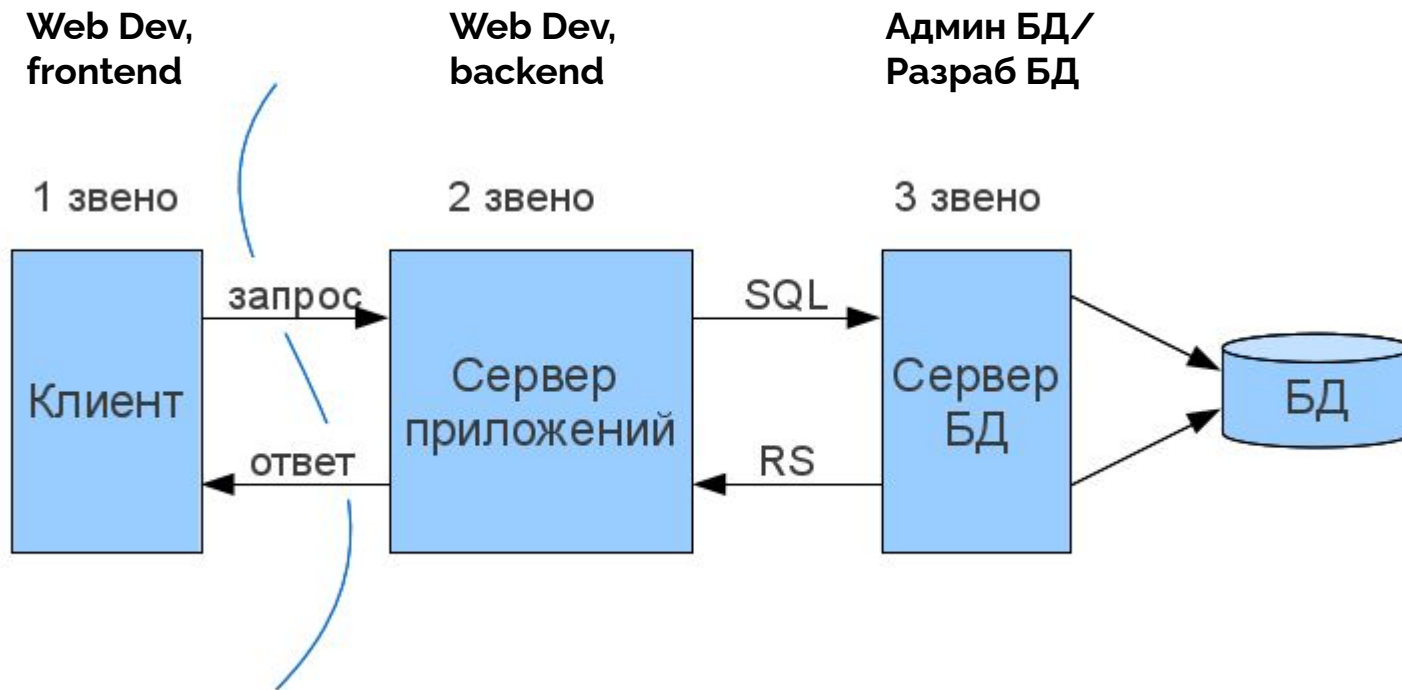 Web Dev,
frontend
Web Dev,
backend
Админ БД/
Разраб БД
1 звено
2 звено
3 звено
запрос
SQL
Клиент
Сервер
приложений
Сервер
БД
БД
ответ
RS